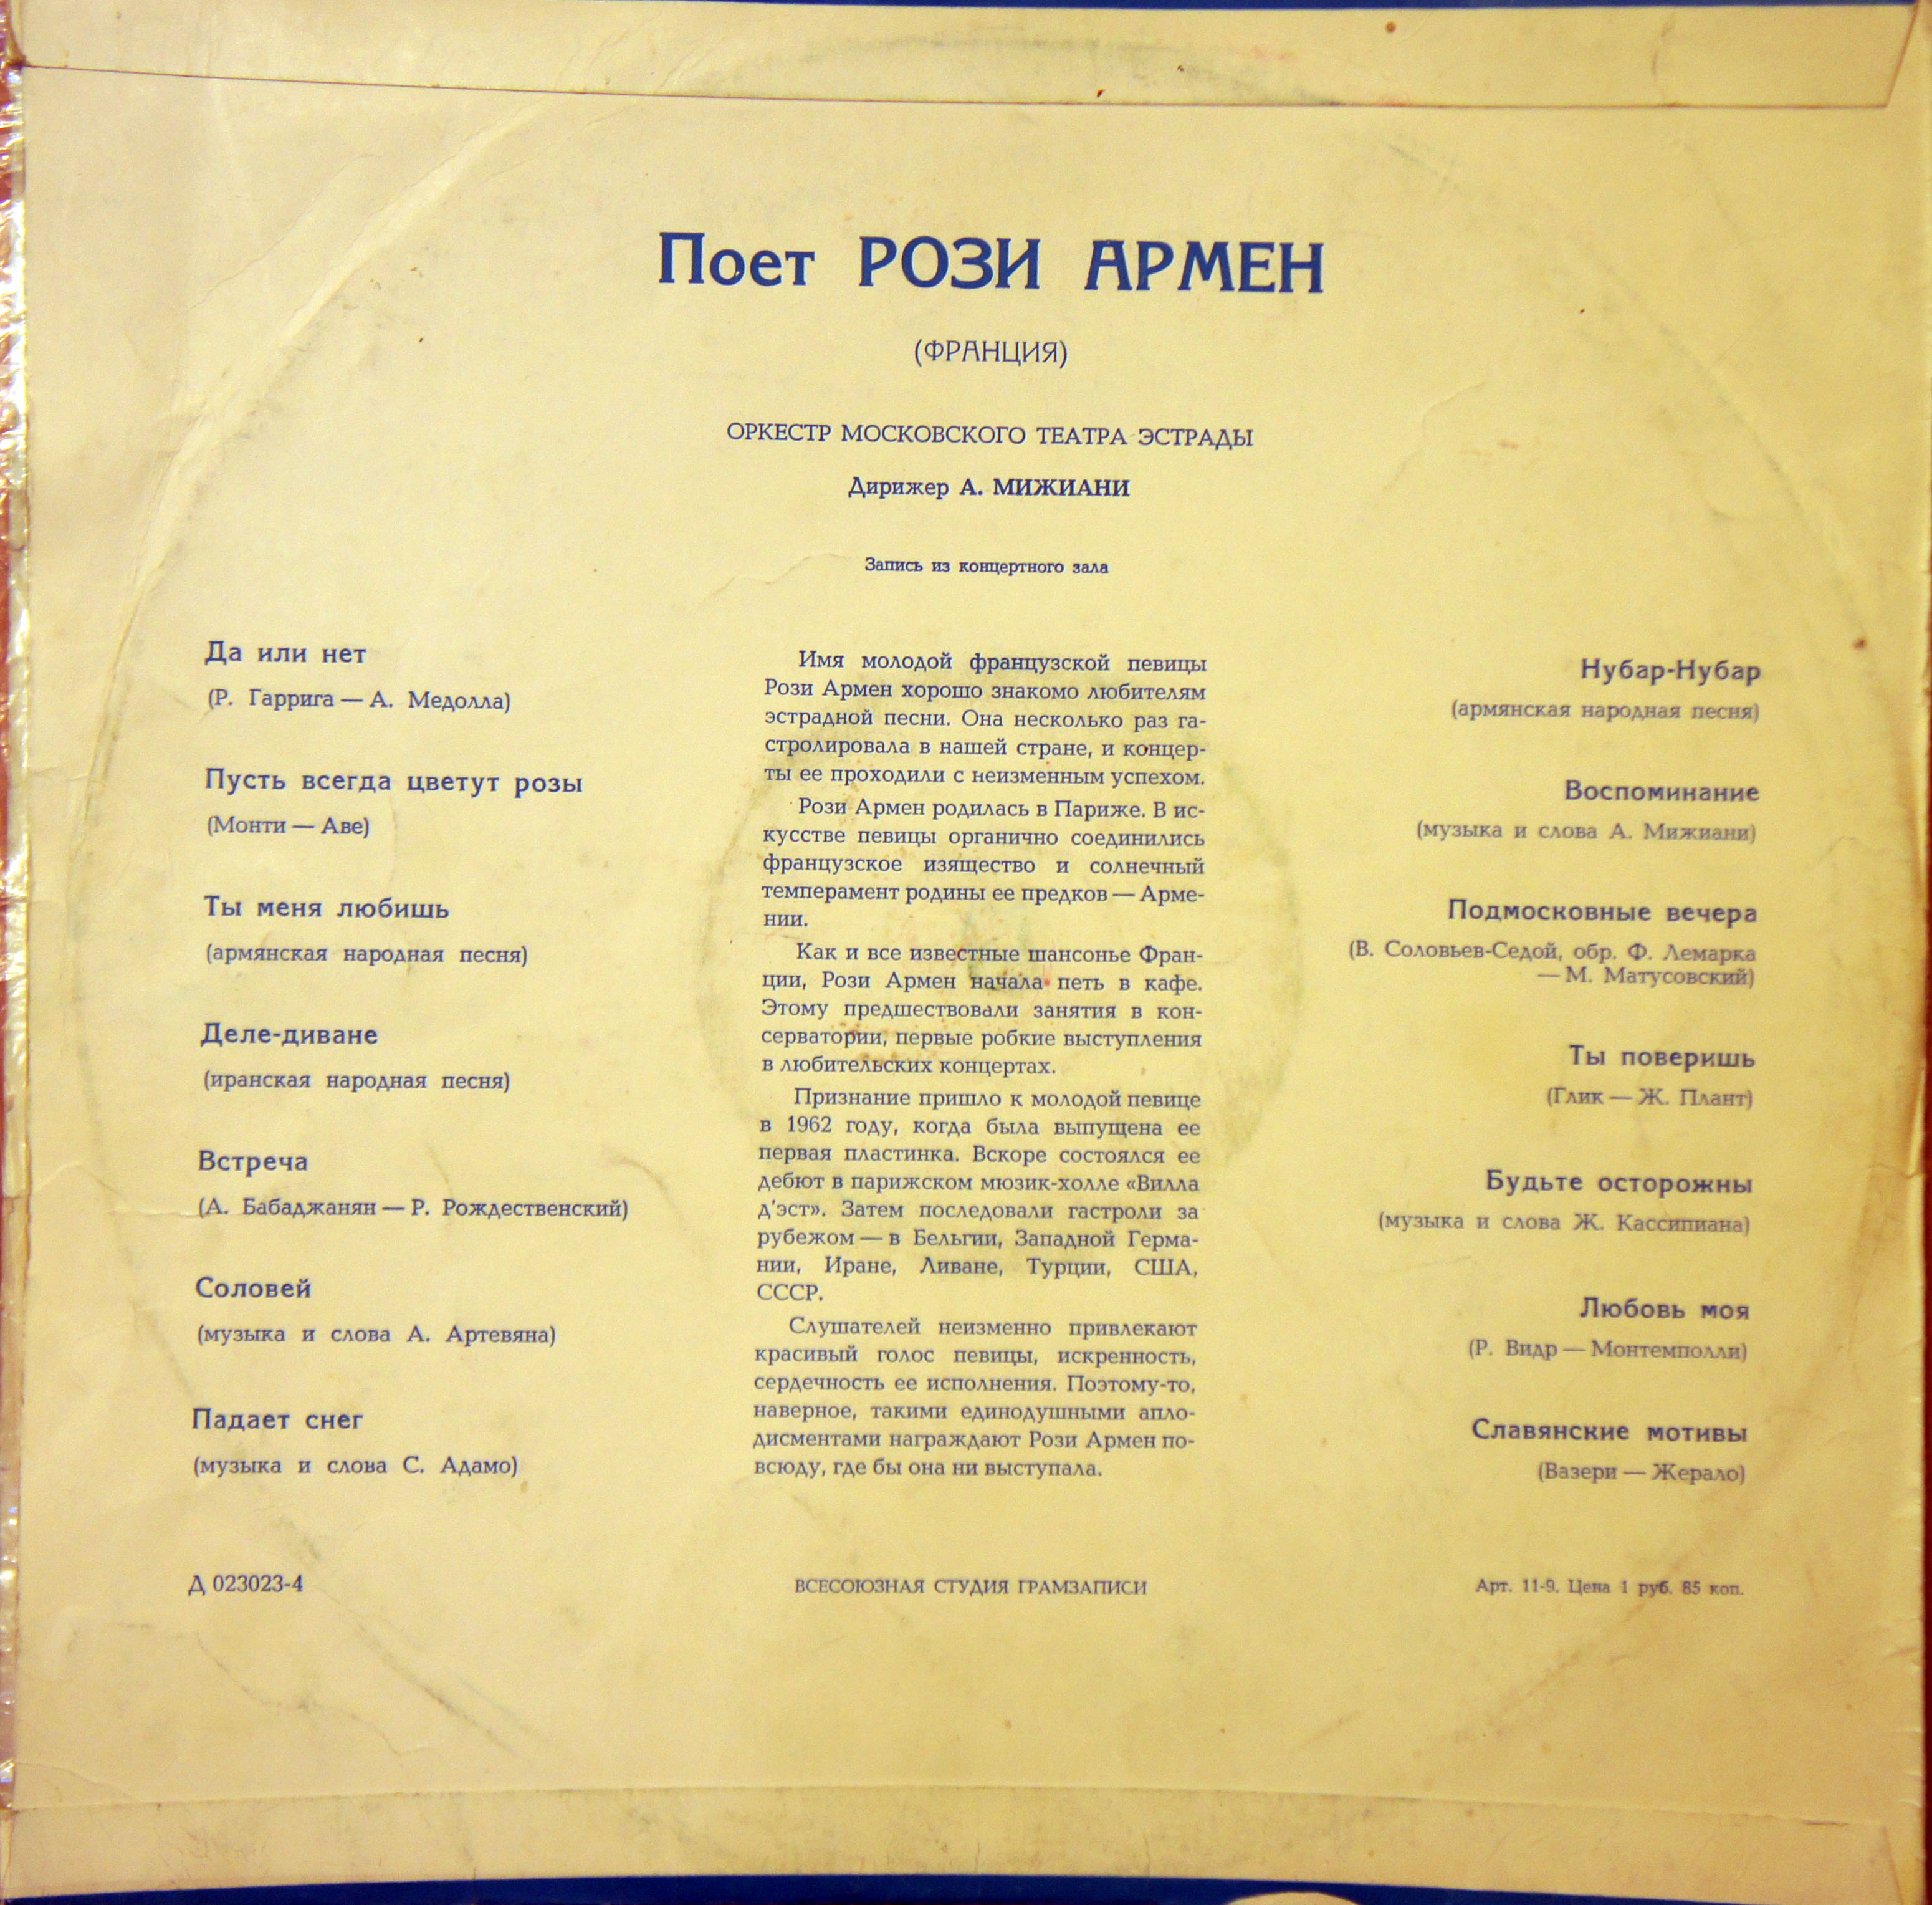 Поет РОЗИ АРМЕН
(ФРАНЦИЯ)
ОРКЕСТР МОСКОВСКОГО ТЕАТРА ЭСТРАДЫ
Дирижер А. МИЖИАНИ
Запись из концертного зала
Да или нет
(Р. Гаррига — А. Медолла)
Пусть всегда цветут розы
(Монти — Аве)
Ты меня любишь
(армянская народная песня)
Деле-диване
(иранская народная песня)
Встреча
(А. Бабаджанян — Р. Рождественский)
Соловей
(музыка и слова А. Артевяна)
Падает снег
(музыка и слова С. Адамо)
Имя молодой французской певицы
Рози Армен хорошо знакомо любителям
эстрадной песни. Она несколько раз га-
стролировала в нашей стране, и концер-
ты ее проходили с неизменным успехом.
Рози Армен родилась в Париже. В ис-
кусстве певицы органично соединились
французское изящество и солнечный
темперамент родины ее предков — Арме-
нии.
Как и все известные шансонье Фран-
ции, Рози Армен начала петь в кафе.
Этому предшествовали занятия в кон-
серватории, первые робкие выступления
в любительских концертах.
Признание пришло к молодой певице
в 1962 году, когда была выпущена ее
первая пластинка. Вскоре состоялся ее
дебют в парижском мюзик-холле «Вилла
д'эст». Затем последовали гастроли за
рубежом — в Бельгии, Западной Герма-
нии, Иране, Ливане, Турции, США,
СССР.
Слушателей неизменно привлекают
красивый голос певицы, искренность,
сердечность ее исполнения. Поэтому-то,
наверное, такими единодушными апло-
дисментами награждают Рози Армен по-
всюду, где бы она ни выступала.
Нубар-Нубар
(армянская народная песня)
Воспоминание
(музыка и слова А. Мижиани)
Подмосковные вечера
(В. Соловьев-Седой, обр. Ф. Лемарка
— М. Матусовский)
Ты поверишь
(Глик — Ж. Плант)
Будьте осторожны
(музыка и слова Ж. Кассипиана)
Любовь моя
(Р. Видр — Монтемполли)
Славянские мотивы
(Вазери — Жерало)
Д 023023-4
ВСЕСОЮЗНАЯ СТУДИЯ ГРАМЗАПИСИ
Арт. 11-9. Цена 1 руб. 85 коп.